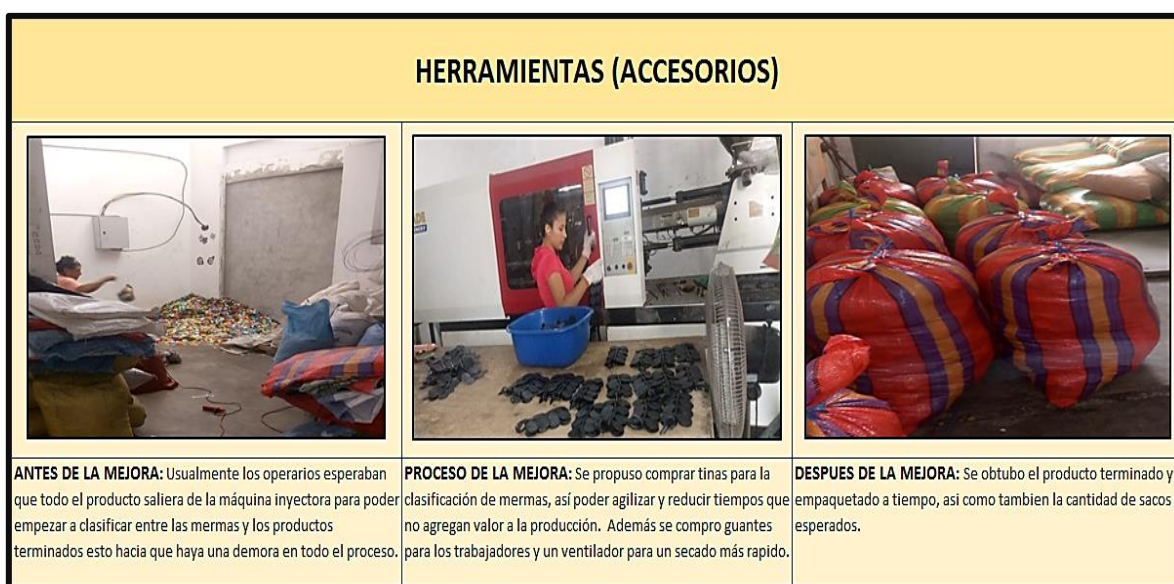 HERRAMIENTAS (ACCESORIOS)
ANTES DE LA MEJORA: Usualmente los operarios esperaban
que todo el producto saliera de la máquina inyectora para poder
empezar a clasificar entre las mermas y los productos
terminados esto hacia que haya una demora en todo el proceso.
PROCESO DE LA MEJORA: Se propuso comprar tinas para la
clasificación de mermas, así poder agilizar y reducir tiempos que
no agregan valor a la producción. Además se compro guantes
para los trabajadores y un ventilador para un secado más rapido.
DESPUES DE LA MEJORA: Se obtubo el producto terminado y
empaquetado a tiempo, asi como tambien la cantidad de sacos
esperados.